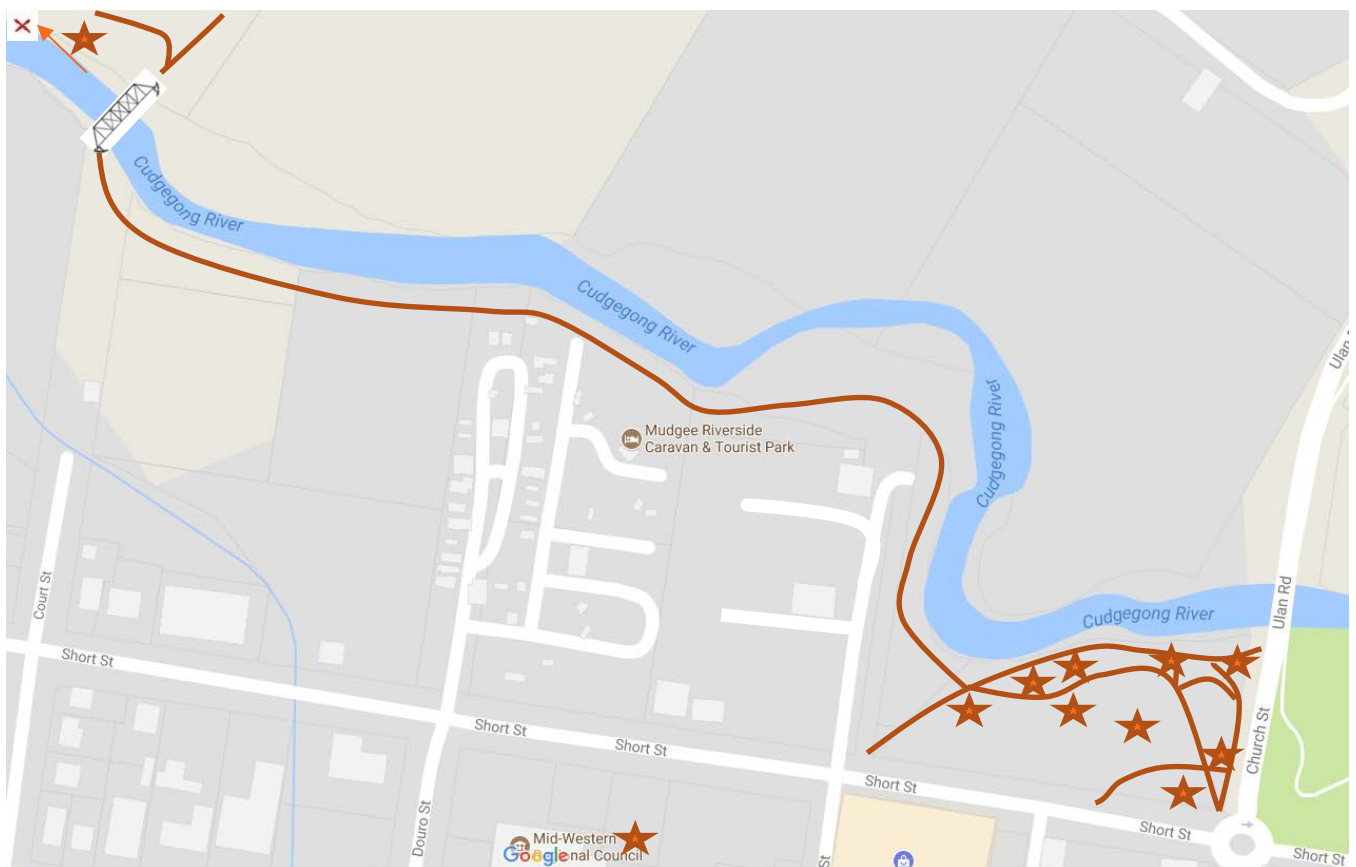 Cudgegong River
Cudgegong River
Ulan
Cudgegong River
Mudgee Riverside
Caravan & Tourist Park
Court St
Cudgegong River
Ulan Rd
Short St
Short St
Short St
Church St
Short St
Douro St
Mid-Western
Google nal Council
St
Short St
Short St